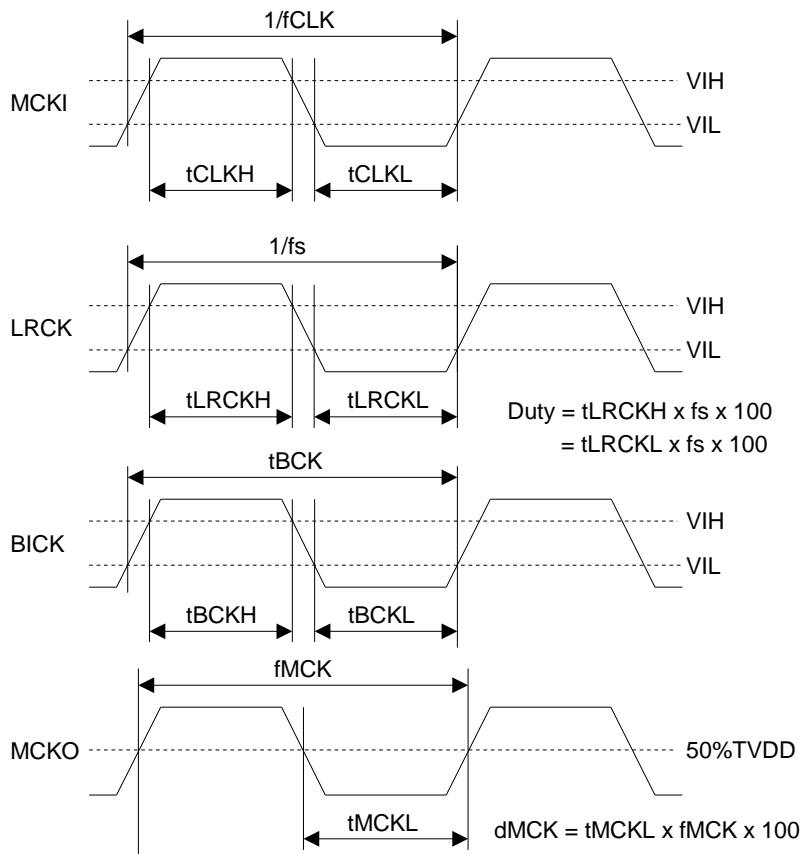 1/fCLK
MCKI
VIH
VIL
tCLKH
tCLKL
1/fs
LRCK
VIH
VIL
tLRCKH
tLRCKL
Duty = tLRCKH x fs x 100
= tLRCKL x fs x 100
tBCK
BICK
VIH
VIL
tBCKH
tBCKL
fMCK
MCKO
50%TVDD
tMCKL
dMCK = tMCKL x fMCK x 100